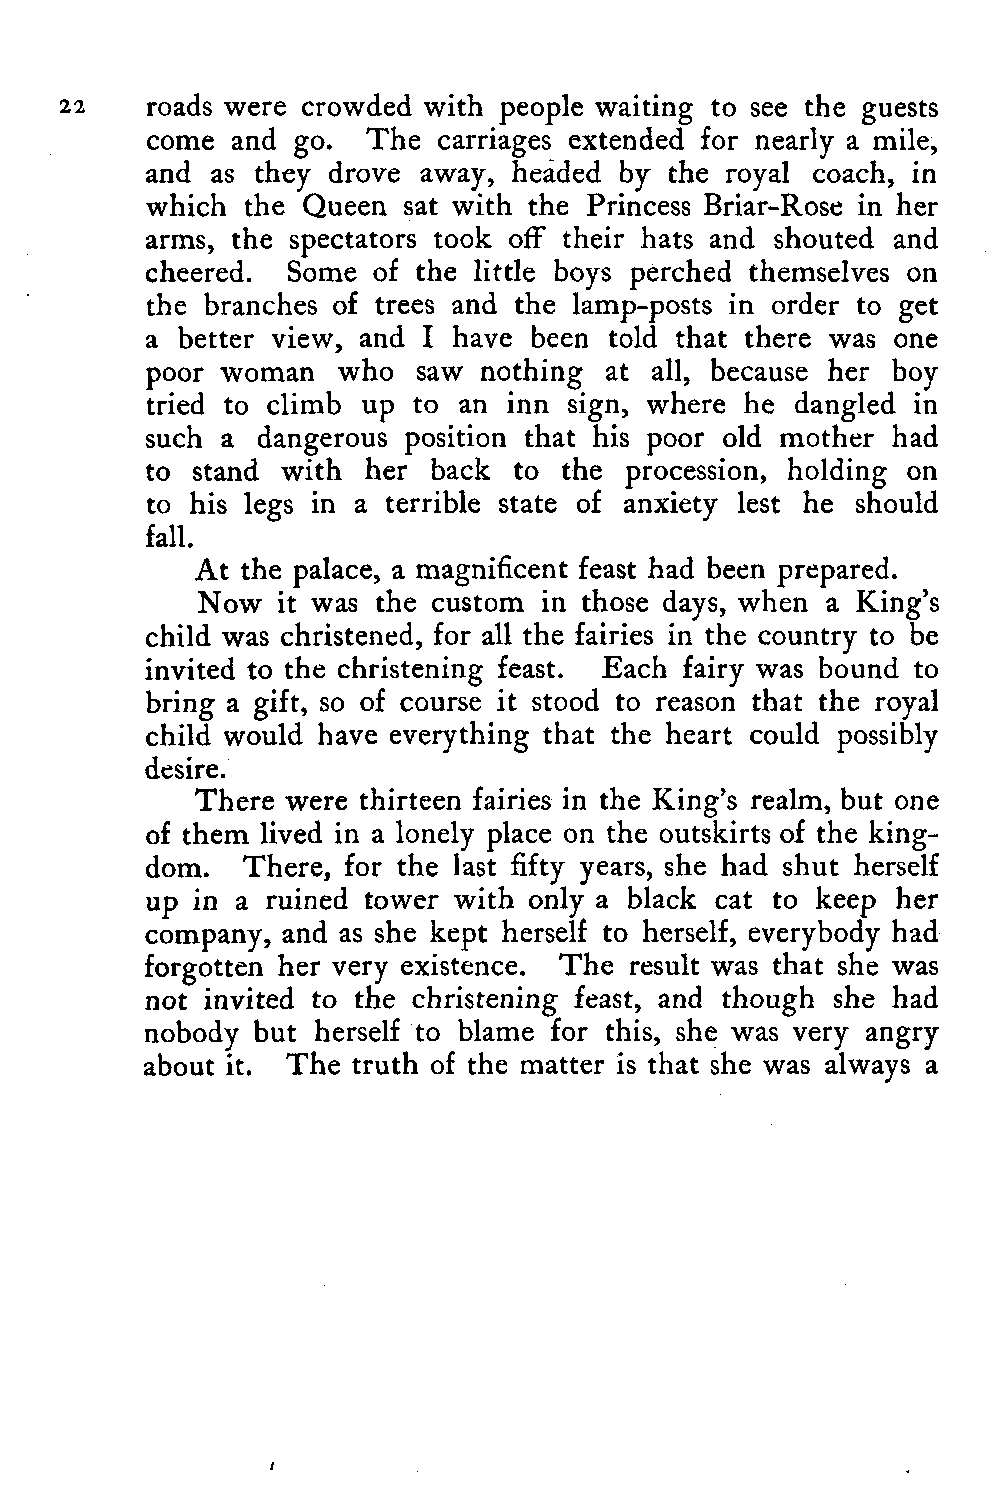 22 roads were crowded with people waiting to see the guests
come and go. The carriages extended for nearly a mile,
and as they drove away, headed by the royal coach, in
which the Queen sat with the Princess Briar-Rose in her
arms, the spectators took off their hats and shouted and
cheered. Some of the little boys perched themselves on
the branches of trees and the lamp-posts in order to get
a better view, and I have been told that there was one
poor woman who saw nothing at all, because her boy
tried to climb up to an inn sign, where he dangled in
such a dangerous position that his poor old mother had
to stand with her back to the procession, holding on
to his legs in a terrible state of anxiety lest he should
fall.
At the palace, a magnificent feast had been prepared.
Now it was the custom in those days, when a King's
child was christened, for all the fairies in the country to be
invited to the christening feast. Each fairy was bound to
bring a gift, so of course it stood to reason that the royal
child would have everything that the heart could possibly
desire.
There were thirteen fairies in the King's realm, but one
of them lived in a lonely place on the outskirts of the king-
dom. There, for the last fifty years, she had shut herself
up in a ruined tower with only a black cat to keep her
company, and as she kept herself to herself, everybody had
forgotten her very existence. The result was that she was
not invited to the christening feast, and though she had
nobody but herself to blame for this, she was very angry
about it. The truth of the matter is that she was always a